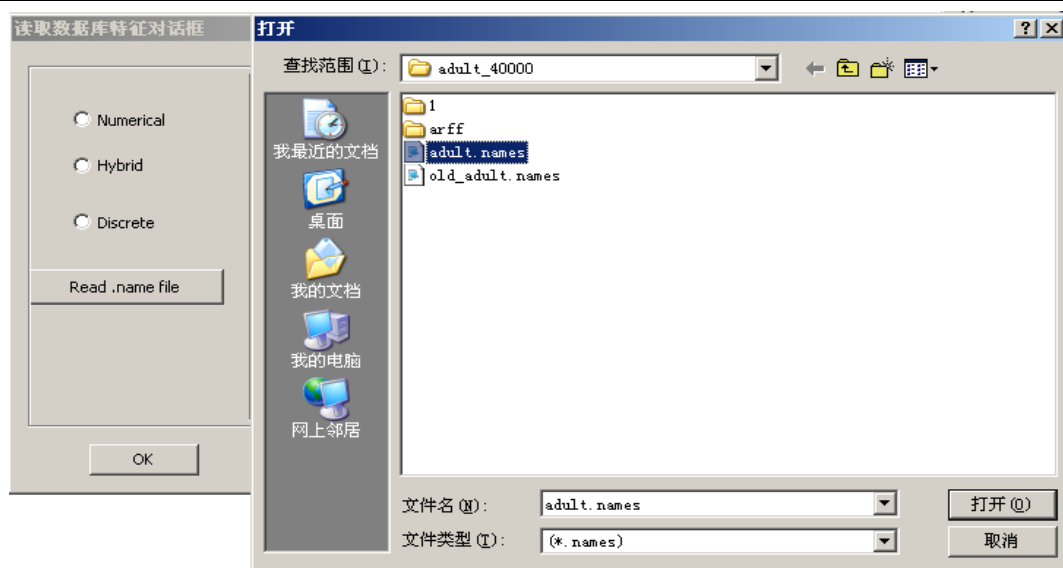 读取数据库特征对话框
Numerical
Hybrid
Discrete
Read .name file
OK
打开
查找范围(I):
adult_40000
我最近的文档
桌面
我的文档
我的电脑
网上邻居
1
arff
adult.names
old_adult.names
文件名(N):
adult.names
打开(O)
文件类型(T):
(*.names)
取消